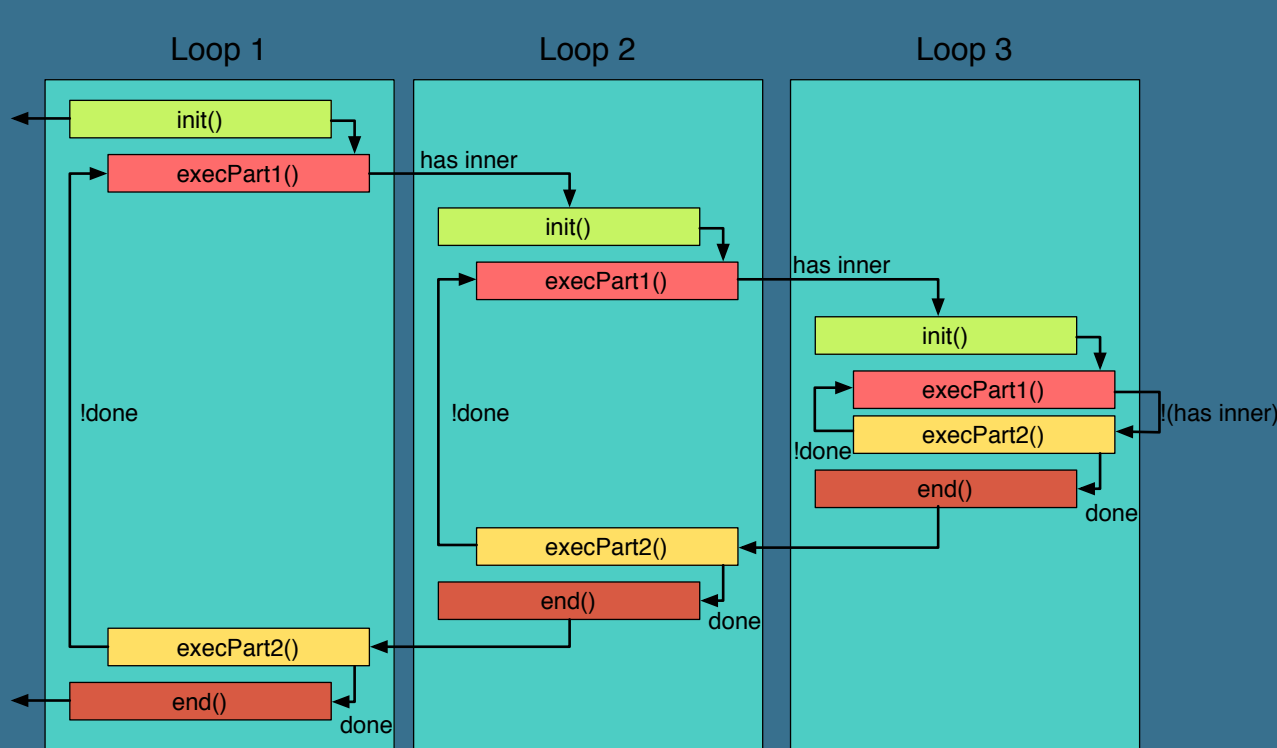 Loop 1
Loop 2
Loop 3
init()
execPart1()
has inner
init()
execPart1()
has inner
init()
execPart1()
!(has inner)
execPart2()
!done
end()
done
!done
!done
execPart2()
end()
done
execPart2()
end()
done